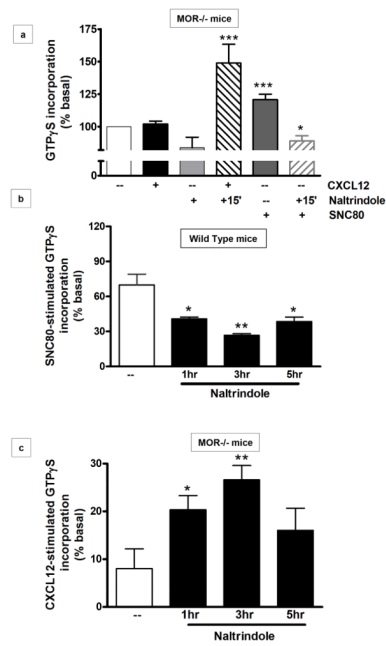 MOR-/- mice
a
GTPγS incorporation
(% basal)
175
150
125
100
75
50
0
***
***
*
-- + -- + -- -- CXCL12
+ +15' -- +15' Naltrindole
+ + SNC80
b
Wild Type mice
SNC80-stimulated GTPγS
incorporation
(% basal)
120
90
60
30
0
*
**
*
-- 1hr 3hr 5hr
Naltrindole
c
MOR-/- mice
CXCL12-stimulated GTPγS
incorporation
(% basal)
30
20
10
0
*
**
-- 1hr 3hr 5hr
Naltrindole